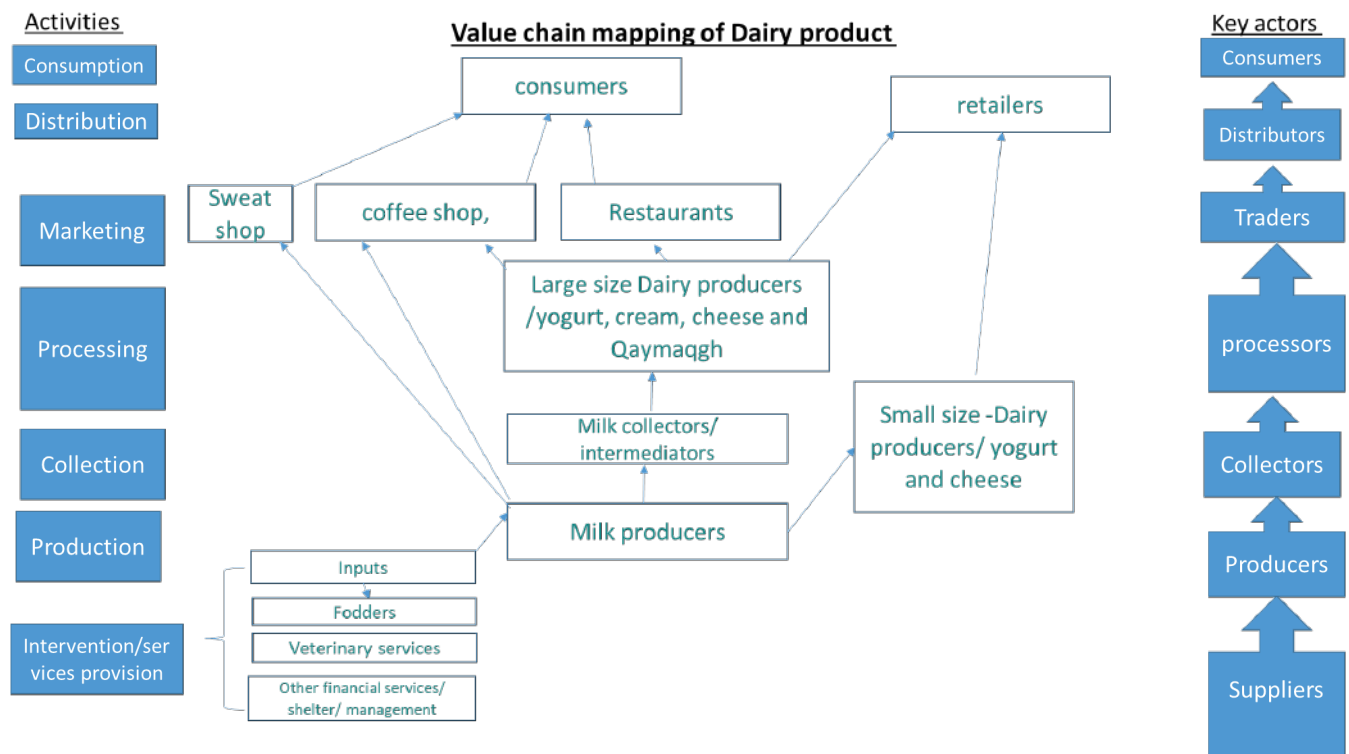 Activities
Value chain mapping of Dairy product
Key actors
Consumption
consumers
Consumers
Distribution
retailers
Distributors
Marketing
Sweat
shop
coffee shop,
Restaurants
Traders
Processing
Large size Dairy producers
/yogurt, cream, cheese and
Qaymaqgh
processors
Collection
Milk collectors/
intermediators
Small size -Dairy
producers/ yogurt
and cheese
Collectors
Production
Milk producers
Producers
Intervention/ser
vices provision
Inputs
Fodders
Veterinary services
Other financial services/
shelter/ management
Suppliers